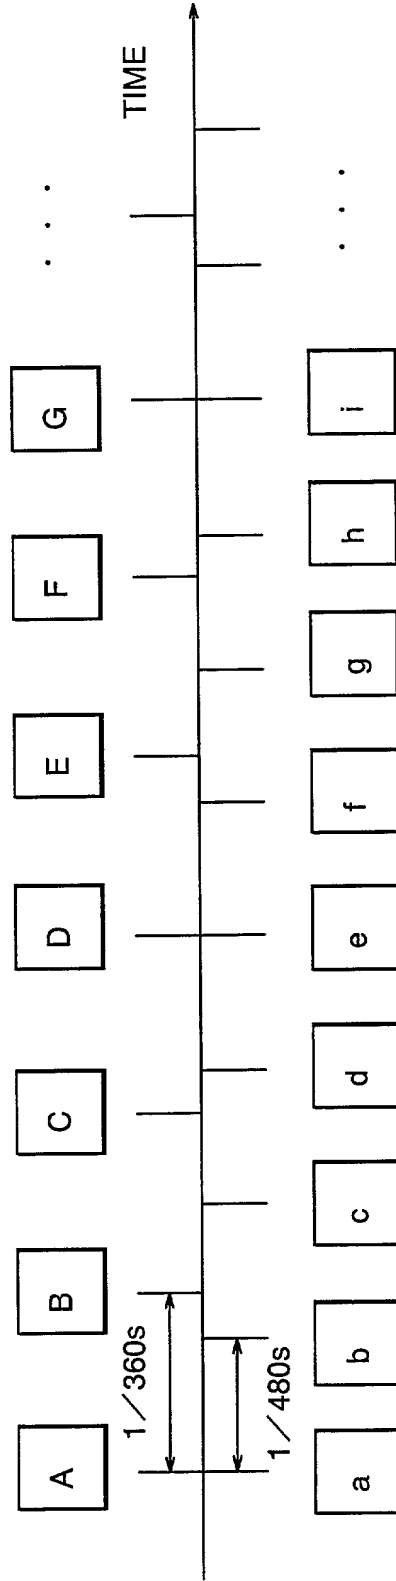 A B C D E F G . . .
TIME
1/360s
1/480s
a b c d e f g h i . . .